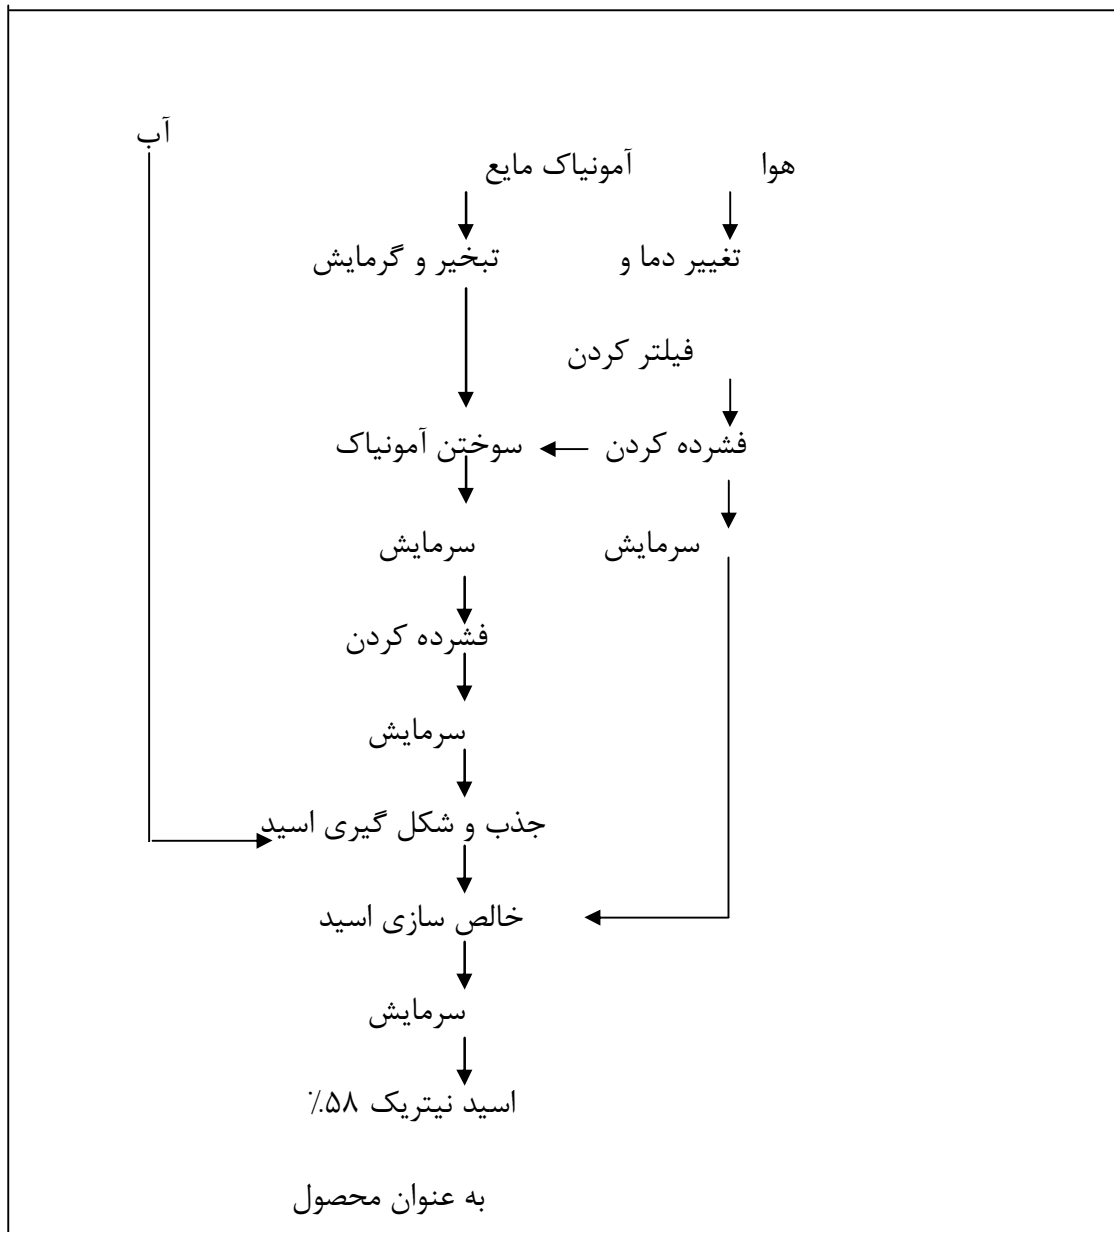 آب
هوا
آمونیاک مایع
تغییر دما و
تبخیر و گرمایش
فیلتر کردن
فشرده کردن
سوختن آمونیاک
سرمایش
سرمایش
فشرده کردن
سرمایش
جذب و شکل گیری اسید
خالص سازی اسید
سرمایش
اسید نیتریک ۵۸٪
به عنوان محصول